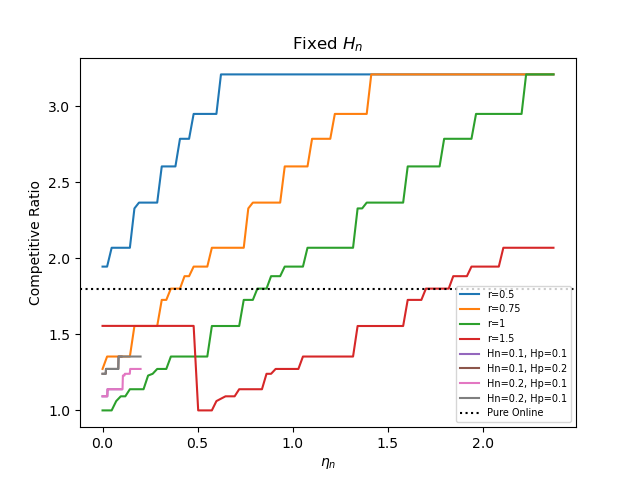 Fixed $H_n$
Competitive Ratio
3.0
2.5
2.0
1.5
1.0
0.0
0.5
1.0
1.5
2.0
$\eta_n$
r=0.5
r=0.75
r=1
r=1.5
Hn=0.1, Hp=0.1
Hn=0.1, Hp=0.2
Hn=0.2, Hp=0.1
Hn=0.2, Hp=0.1
Pure Online